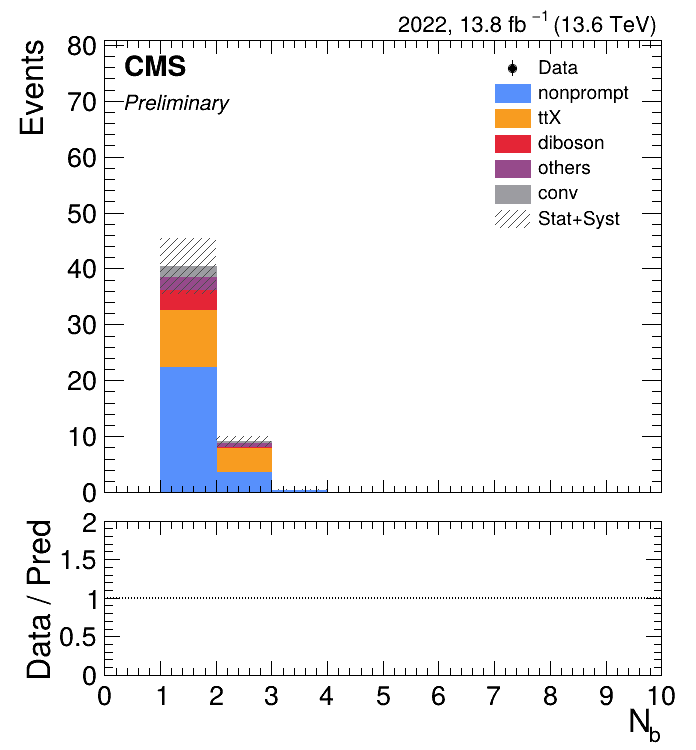 2022, 13.8 fb⁻¹ (13.6 TeV)
CMS
Preliminary
Events
80
70
60
50
40
30
20
10
0
Data
nonprompt
ttX
diboson
others
conv
Stat+Syst
Data / Pred
2
1.5
1
0.5
0
0 1 2 3 4 5 6 7 8 9 10
N_b